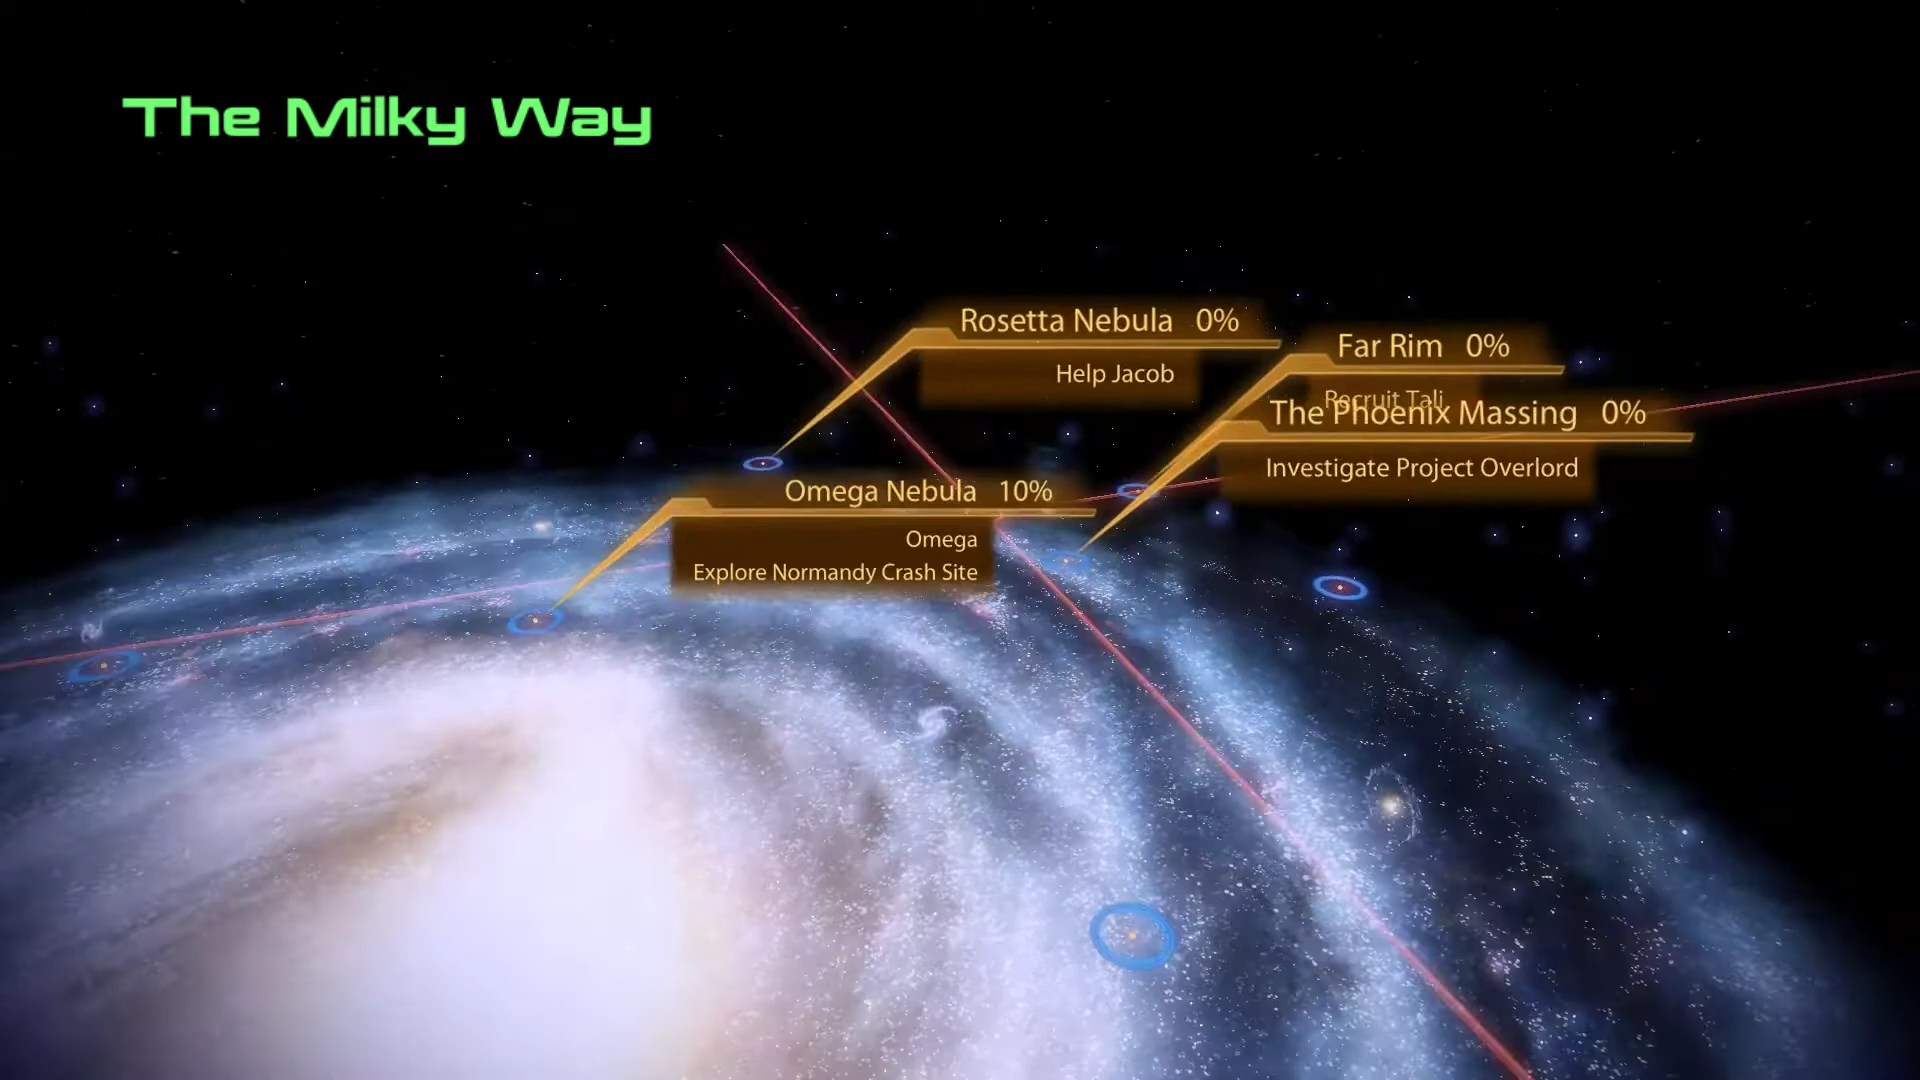 The Milky Way
Rosetta Nebula 0%
Help Jacob
Far Rim 0%
Recruit Tali
The Phoenix Massing 0%
Investigate Project Overlord
Omega Nebula 10%
Omega
Explore Normandy Crash Site